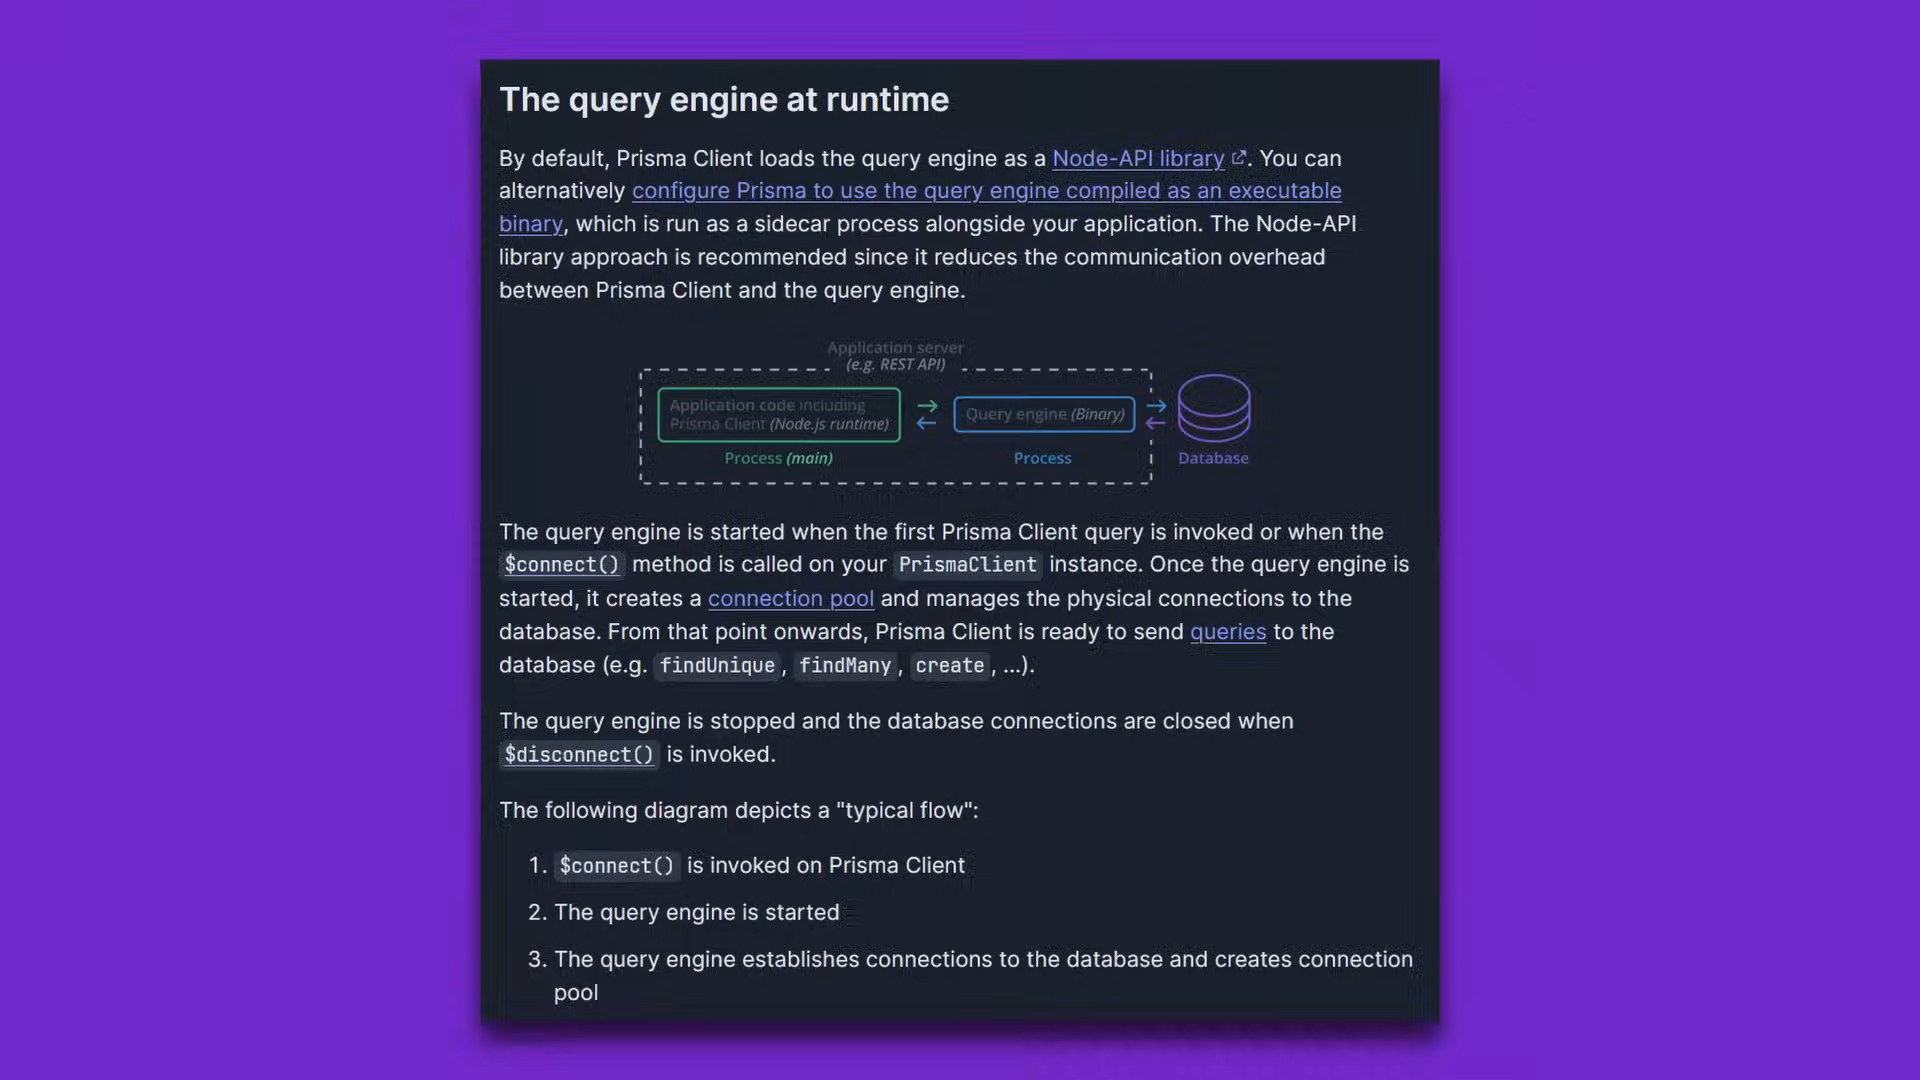 The query engine at runtime
By default, Prisma Client loads the query engine as a Node-API library. You can
alternatively configure Prisma to use the query engine compiled as an executable
binary, which is run as a sidecar process alongside your application. The Node-API
library approach is recommended since it reduces the communication overhead
between Prisma Client and the query engine.
Application server
(e.g. REST API)
Application code including
Prisma Client (Node.js runtime)
Process (main)
Query engine (Binary)
Process
Database
The query engine is started when the first Prisma Client query is invoked or when the
$connect() method is called on your PrismaClient instance. Once the query engine is
started, it creates a connection pool and manages the physical connections to the
database. From that point onwards, Prisma Client is ready to send queries to the
database (e.g. findUnique, findMany, create, ...).
The query engine is stopped and the database connections are closed when
$disconnect() is invoked.
The following diagram depicts a "typical flow":
1. $connect() is invoked on Prisma Client
2. The query engine is started
3. The query engine establishes connections to the database and creates connection
pool